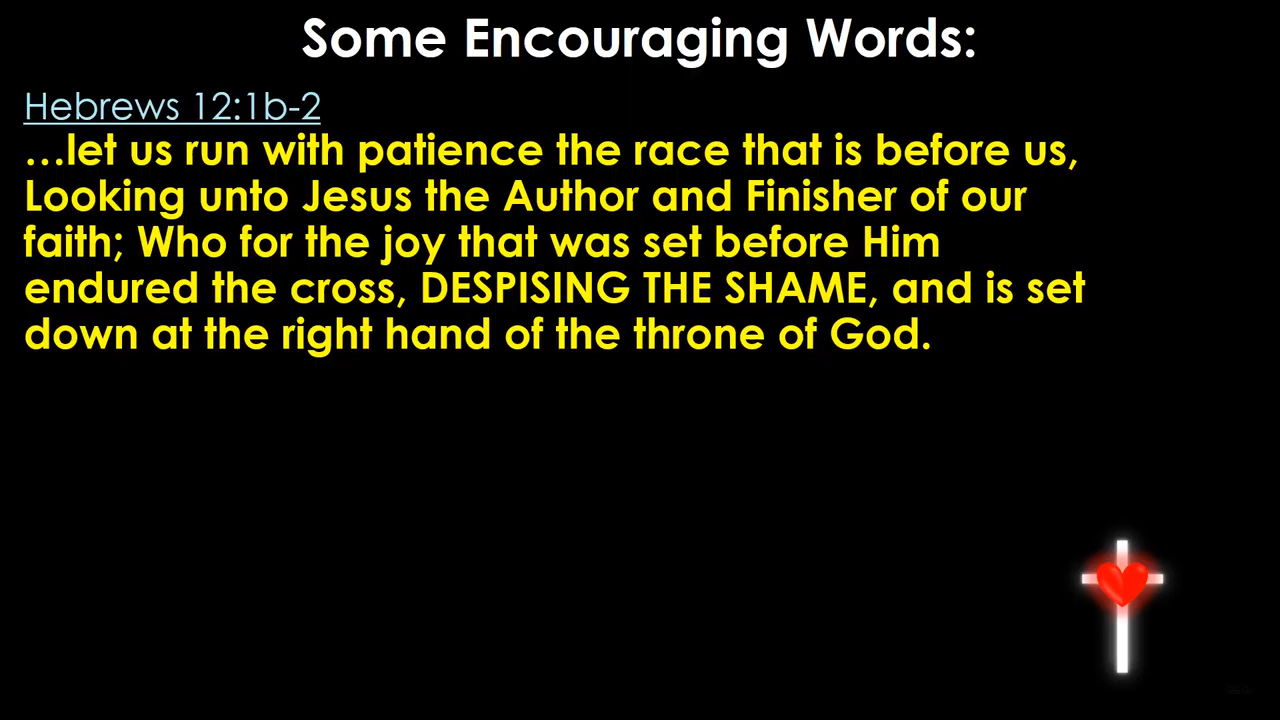 Some Encouraging Words:
Hebrews 12:1b-2
…let us run with patience the race that is before us,
Looking unto Jesus the Author and Finisher of our
faith; Who for the joy that was set before Him
endured the cross, DESPISING THE SHAME, and is set
down at the right hand of the throne of God.